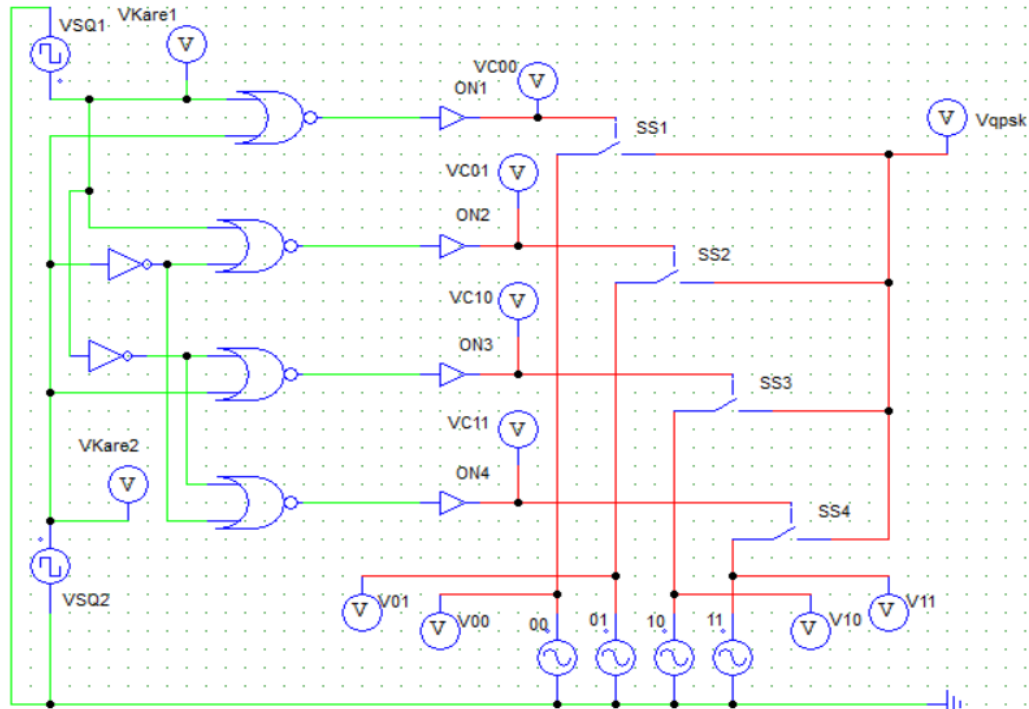 VSQ1
VKare1
V
VC00
V
ON1
SS1
V
Vqpsk
VC01
V
ON2
SS2
VC10
V
ON3
SS3
VC11
V
ON4
SS4
VKare2
V
VSQ2
V
V01
V
V00
00
01
10
11
V
V10
V
V11